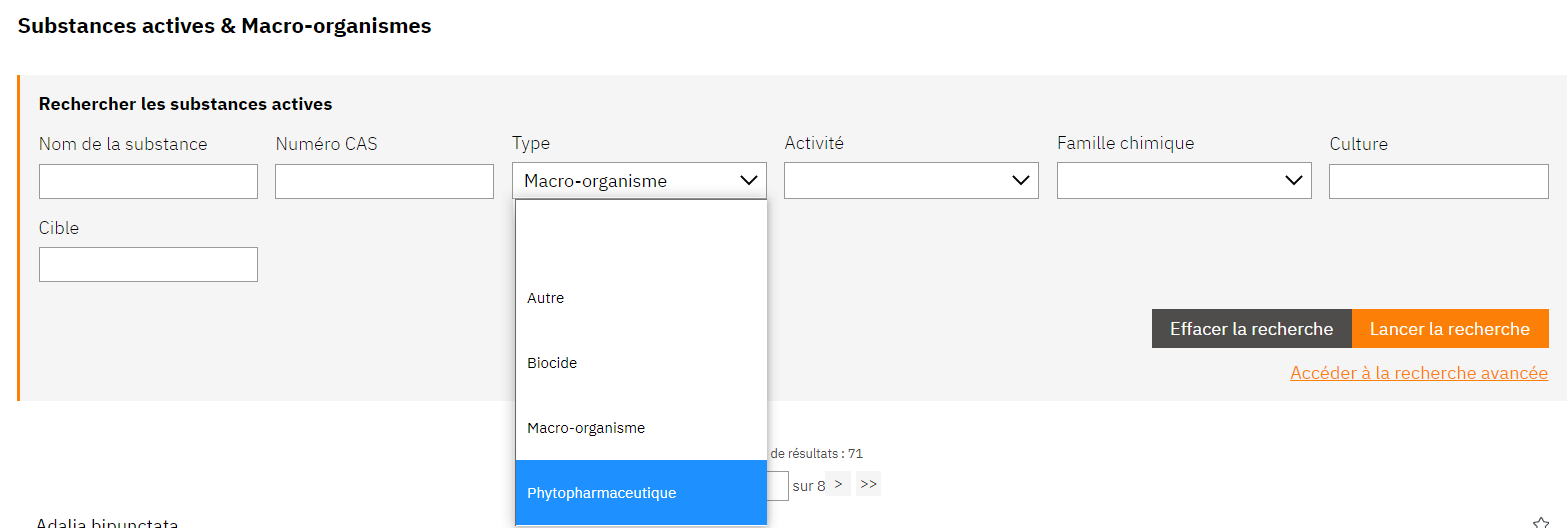 Substances actives & Macro-organismes
Rechercher les substances actives
Nom de la substance
Numéro CAS
Type
Activité
Famille chimique
Culture
Macro-organisme
Cible
Autre
Biocide
Macro-organisme
Phytopharmaceutique
Effacer la recherche
Lancer la recherche
Accéder à la recherche avancée
de résultats : 71
sur 8 > >>
Adalia bipunctata